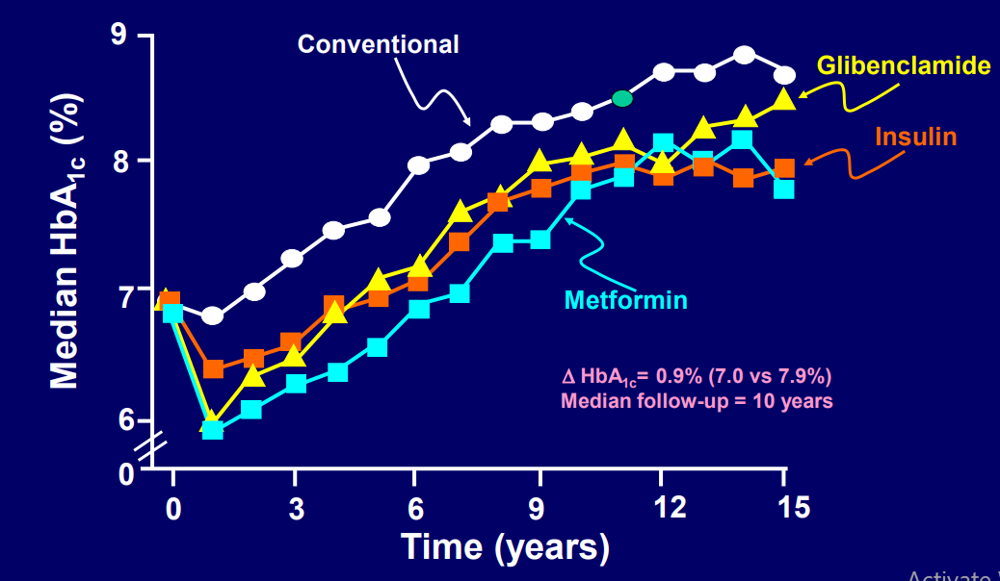 9
Conventional
Glibenclamide
Insulin
8
Median HbA1c (%)
7
Metformin
Δ HbA1c= 0.9% (7.0 vs 7.9%)
Median follow-up = 10 years
6
0
0 3 6 9 12 15
Time (years)
Activate